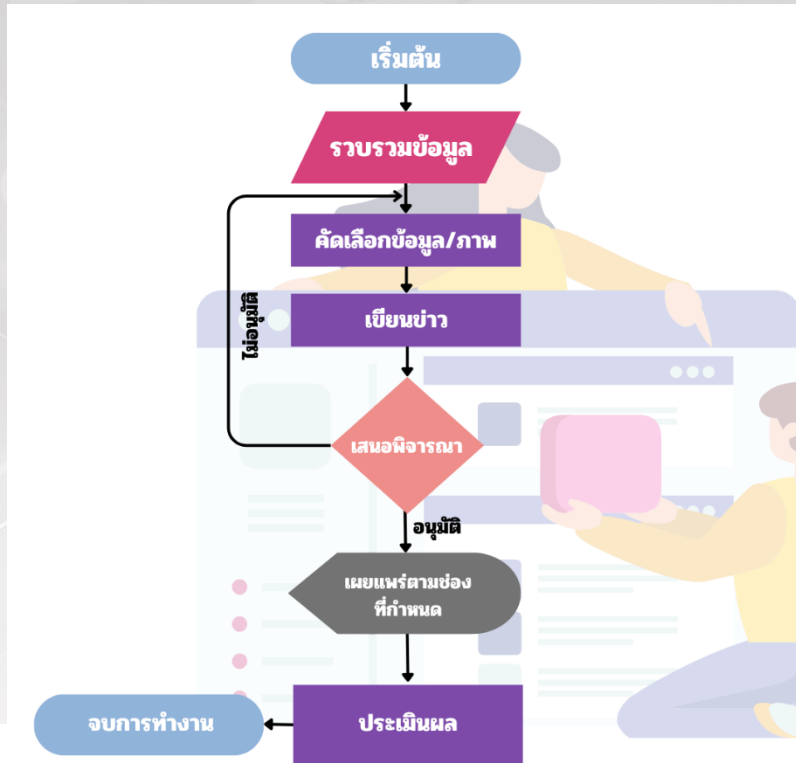 เริ่มต้น
รวบรวมข้อมูล
คัดเลือกข้อมูล/ภาพ
เขียนข่าว
ไม่อนุมัติ
เสนอพิจารณา
อนุมัติ
เผยแพร่ตามช่อง
ที่กำหนด
ประเมินผล
จบการทำงาน